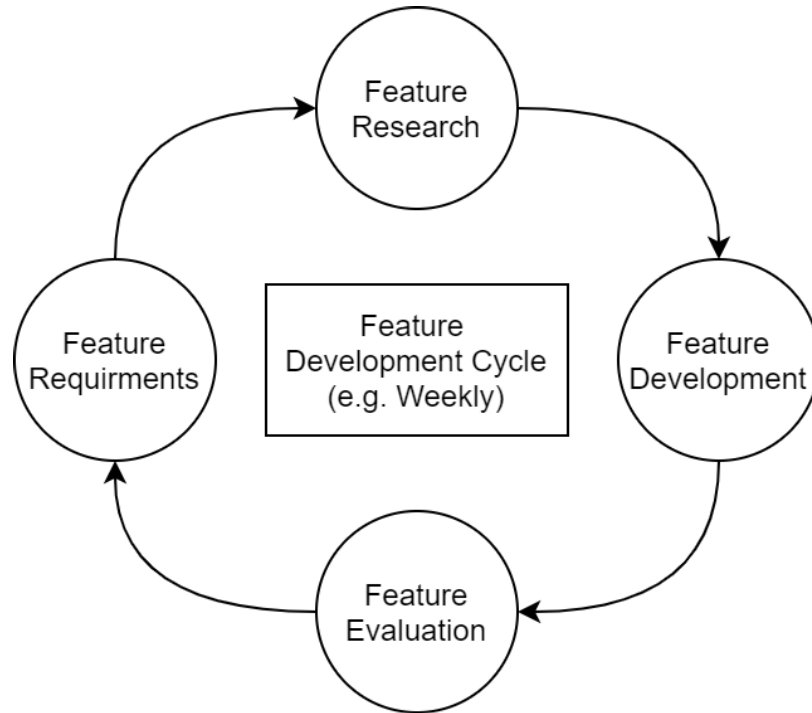 Feature
Research
Feature
Requirments
Feature
Development Cycle
(e.g. Weekly)
Feature
Development
Feature
Evaluation